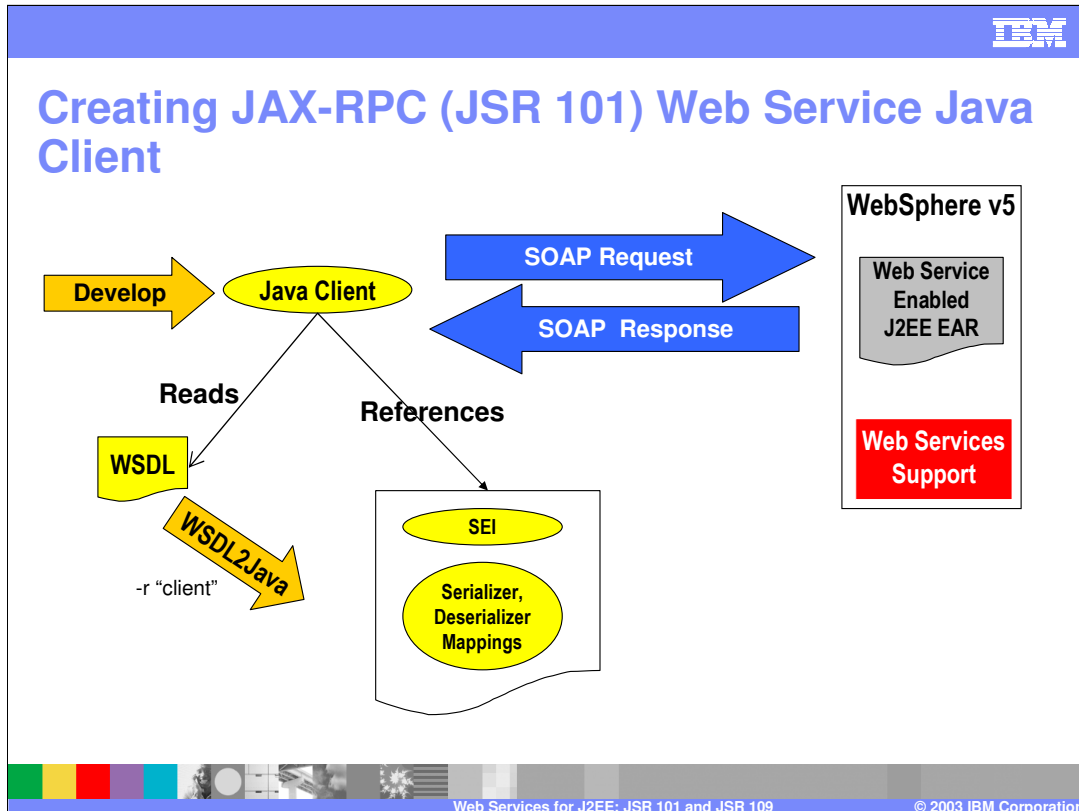 IBM
Creating JAX-RPC (JSR 101) Web Service Java
Client
WebSphere v5
Web Service
Enabled
J2EE EAR
Web Services
Support
SOAP Request
SOAP Response
Develop
Java Client
Reads
References
WSDL
WSDL2Java
-r “client”
SEI
Serializer,
Deserializer
Mappings
Web Services for J2EE: JSR 101 and JSR 109
© 2003 IBM Corporation